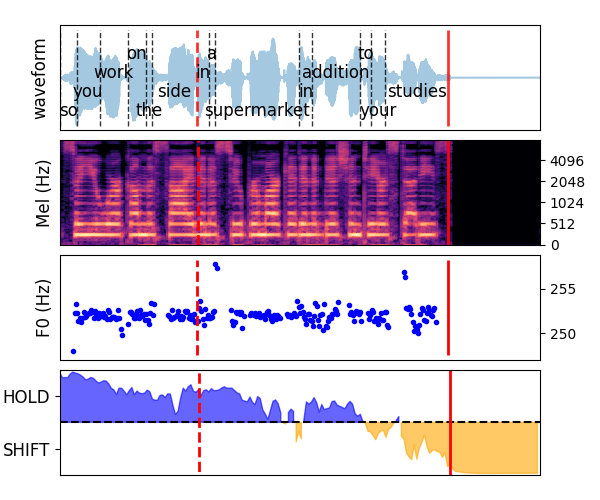 waveform
on a to
work in addition
you side in studies
so the supermarket your
Mel (Hz)
4096
2048
1024
512
0
F0 (Hz)
255
250
HOLD
SHIFT